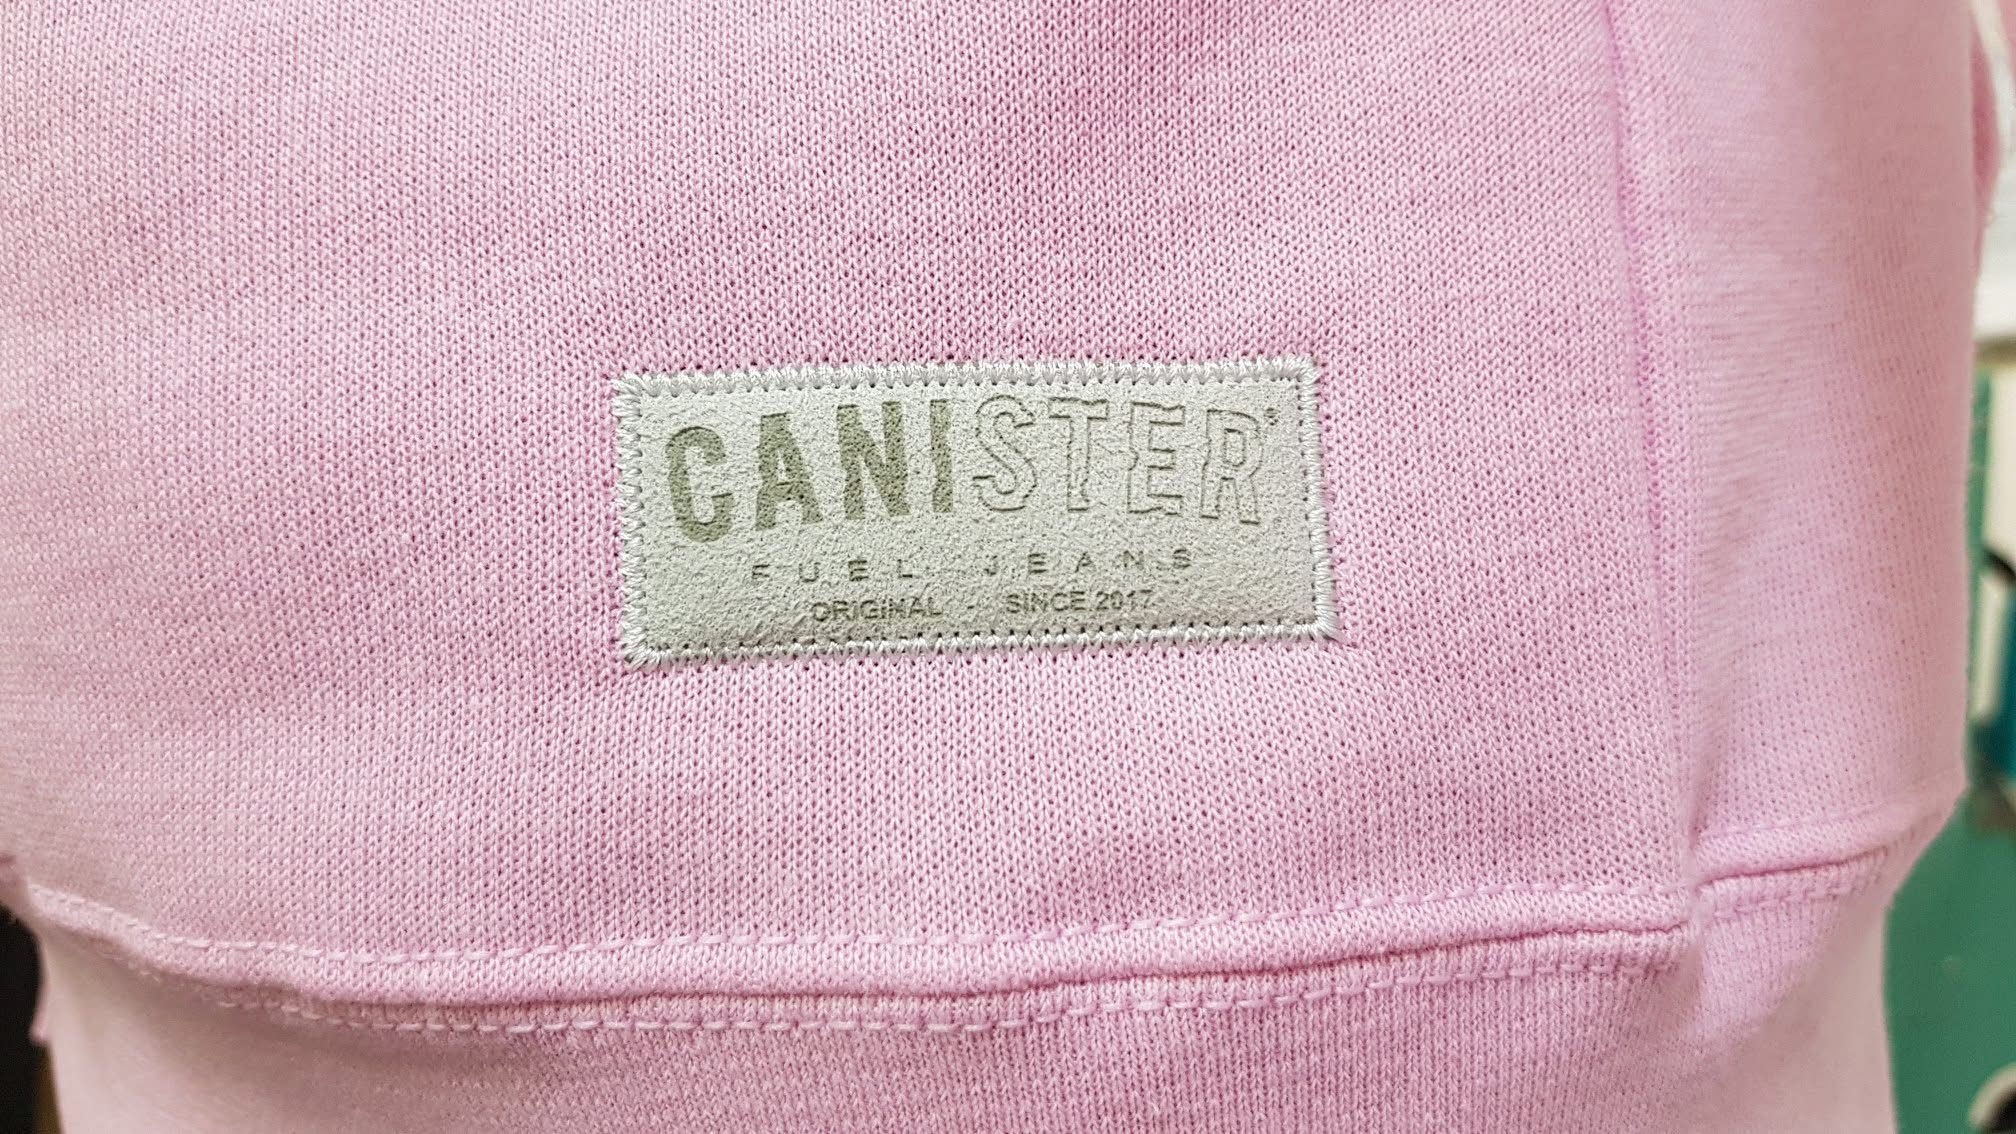 CANISTER®
FUEL JEANS
ORIGINAL - SINCE 2017